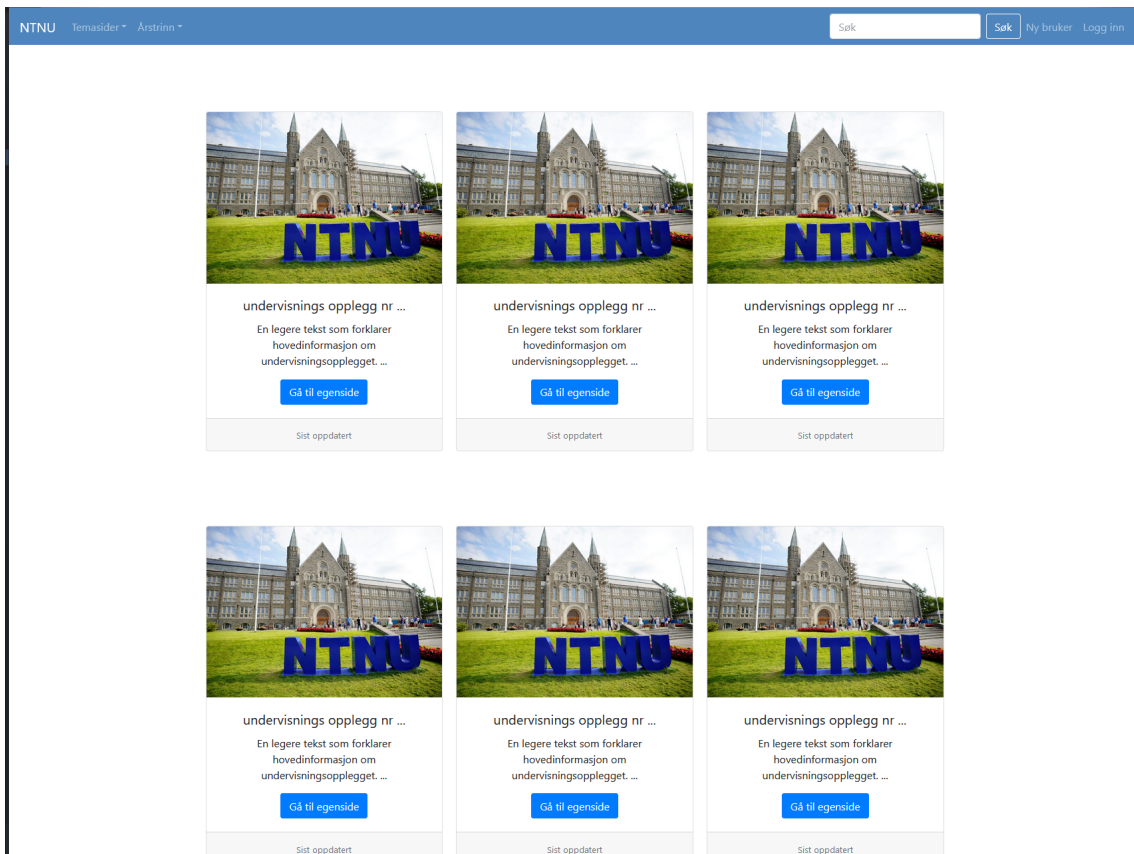 NTNU Temasider Årstrinn Søk Søk Ny bruker Logg inn
NTNU NTNU NTNU
undervisnings opplegg nr ... undervisnings opplegg nr ... undervisnings opplegg nr ...
En legere tekst som forklarer En legere tekst som forklarer En legere tekst som forklarer
hovedinformasjon om hovedinformasjon om hovedinformasjon om
undervisningsopplegget. ... undervisningsopplegget. ... undervisningsopplegget. ...
Gå til egenside Gå til egenside Gå til egenside
Sist oppdatert Sist oppdatert Sist oppdatert
NTNU NTNU NTNU
undervisnings opplegg nr ... undervisnings opplegg nr ... undervisnings opplegg nr ...
En legere tekst som forklarer En legere tekst som forklarer En legere tekst som forklarer
hovedinformasjon om hovedinformasjon om hovedinformasjon om
undervisningsopplegget. ... undervisningsopplegget. ... undervisningsopplegget. ...
Gå til egenside Gå til egenside Gå til egenside
Sist oppdatert Sist oppdatert Sist oppdatert